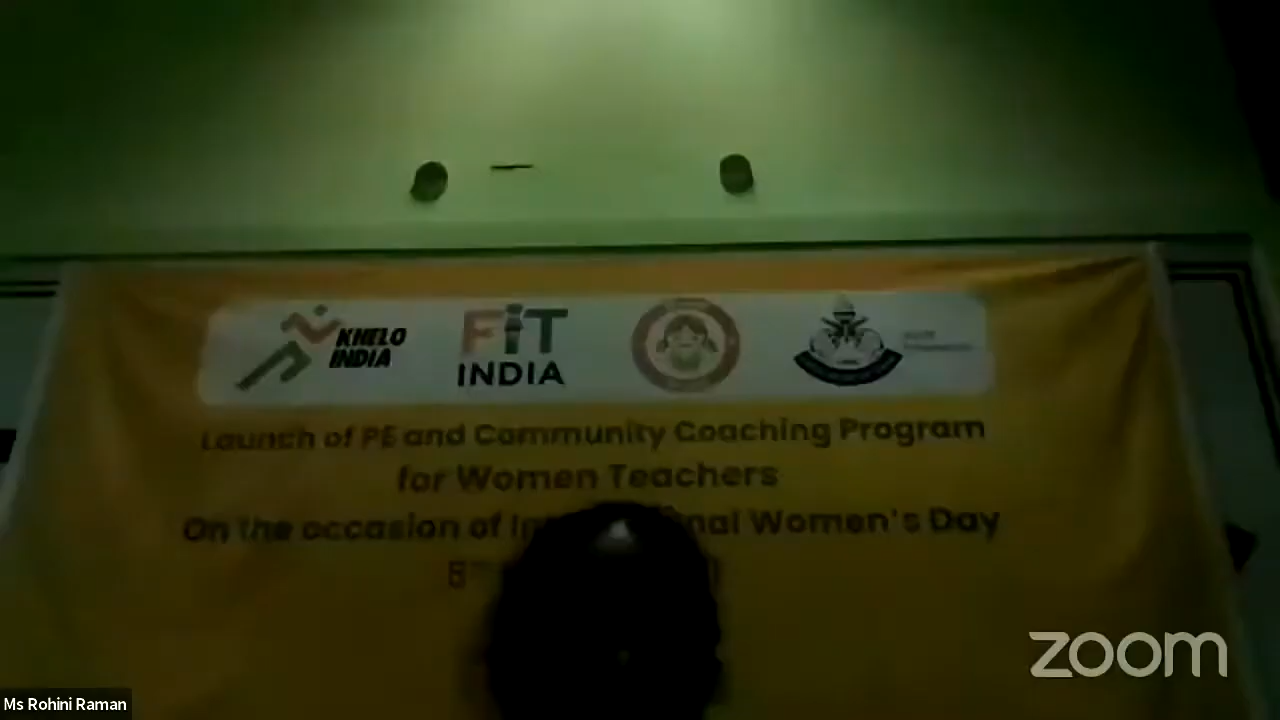 KHELO
INDIA
FIT
INDIA
Launch of PE and Community Coaching Program
for Women Teachers
On the occasion of Women's Day
zoom
Ms Rohini Raman